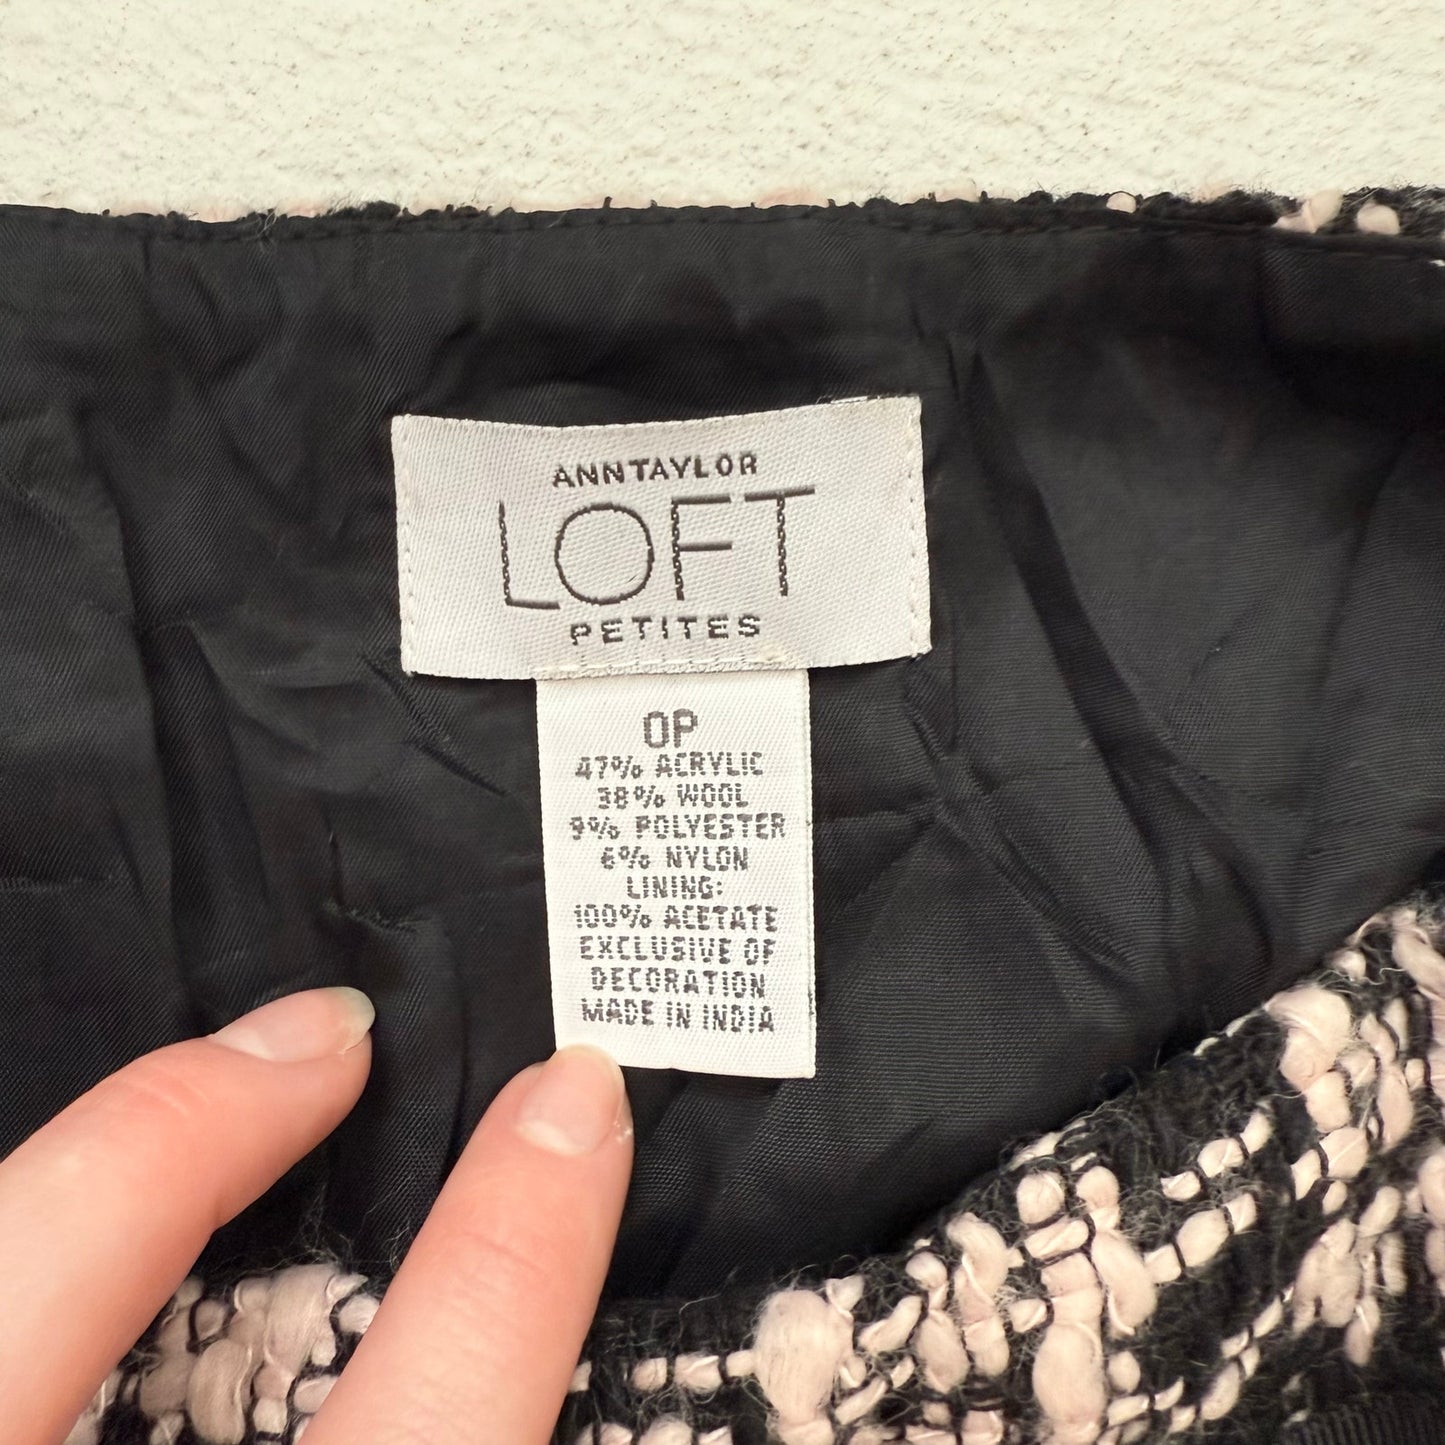 ANNTAYLOR
LOFT
PETITES
0P
47% ACRYLIC
38% WOOL
9% POLYESTER
6% NYLON
LINING:
100% ACETATE
EXCLUSIVE OF
DECORATION
MADE IN INDIA